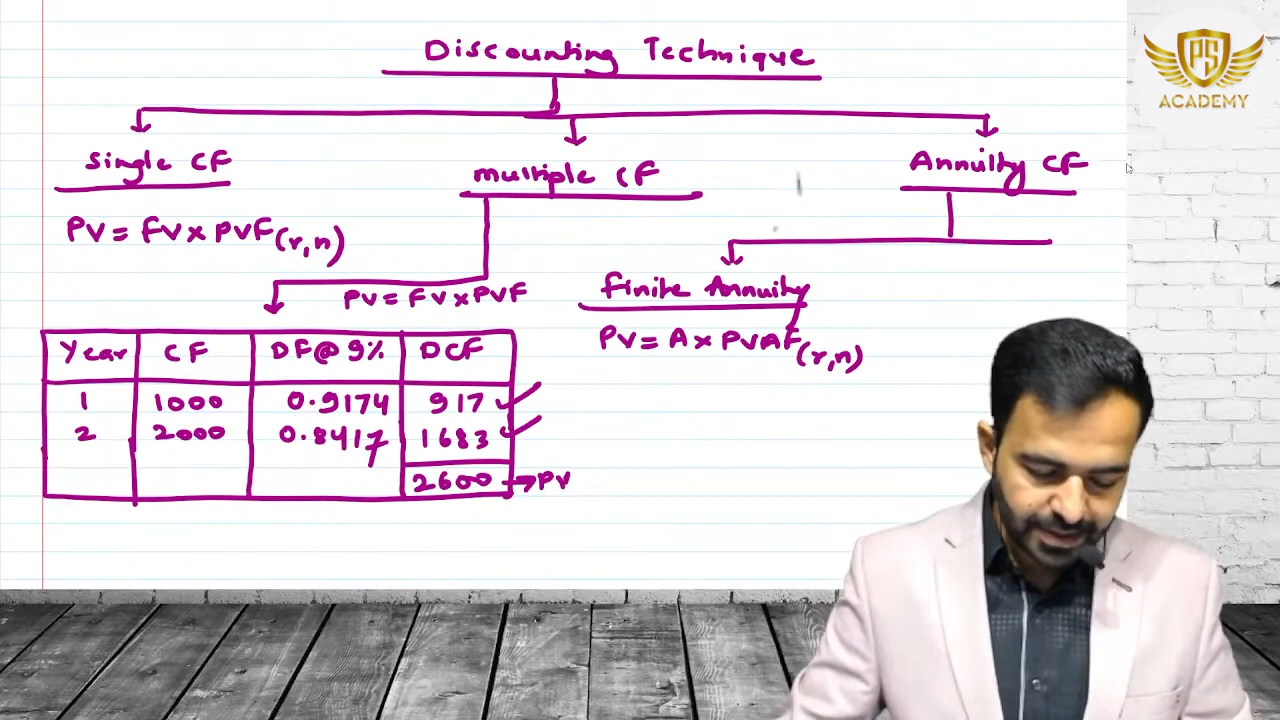 Discounting Technique
PS
ACADEMY
Single CF
multiple CF
Annuity CF
PV = FV x PVF(r,n)
PV = FV x PVF
finite Annuity
PV = A x PVAF(r,n)
Year CF DF@9% DCF
1 1000 0.9174 917
2 2000 0.8417 1683
2600 → PV